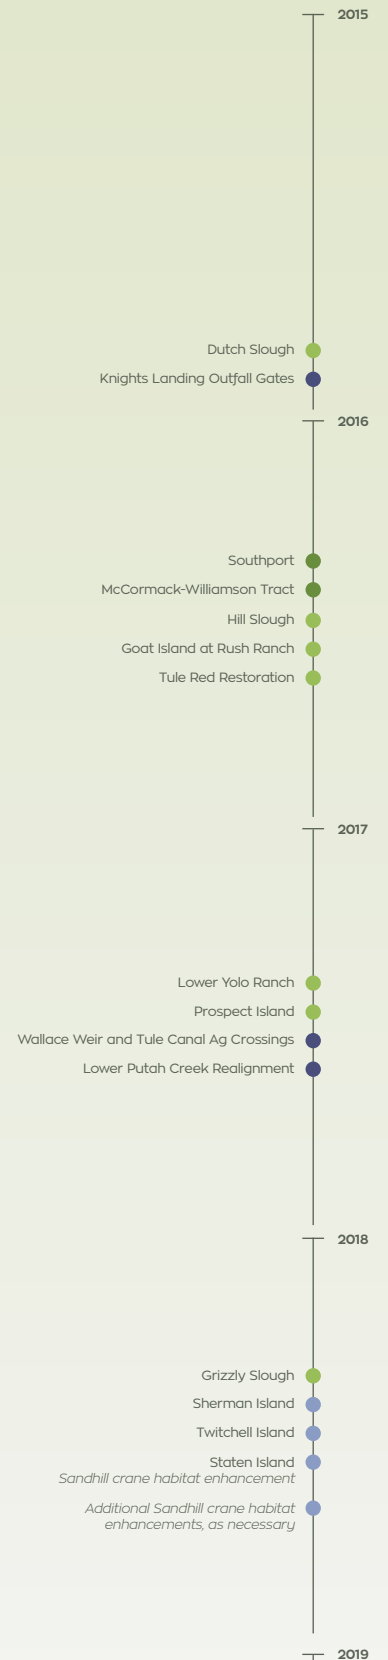 2015
Dutch Slough
Knights Landing Outfall Gates
2016
Southport
McCormack-Williamson Tract
Hill Slough
Goat Island at Rush Ranch
Tule Red Restoration
2017
Lower Yolo Ranch
Prospect Island
Wallace Weir and Tule Canal Ag Crossings
Lower Putah Creek Realignment
2018
Grizzly Slough
Sherman Island
Twitchell Island
Staten Island
Sandhill crane habitat enhancement
Additional Sandhill crane habitat
enhancements, as necessary
2019